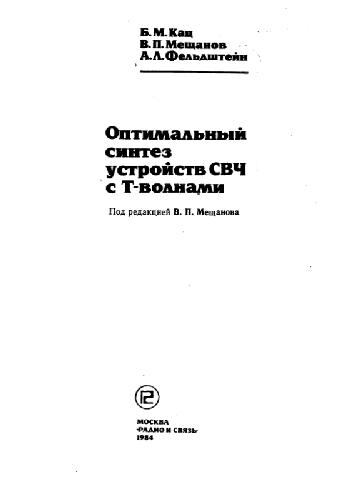 Б. М. Кац
В. П. Мещанов
А. Л. Фельдштейн
Оптимальный
синтез
устройств СВЧ
с Т-волнами
Под редакцией В. П. Мещанова
МОСКВА
«РАДИО И СВЯЗЬ»
1984